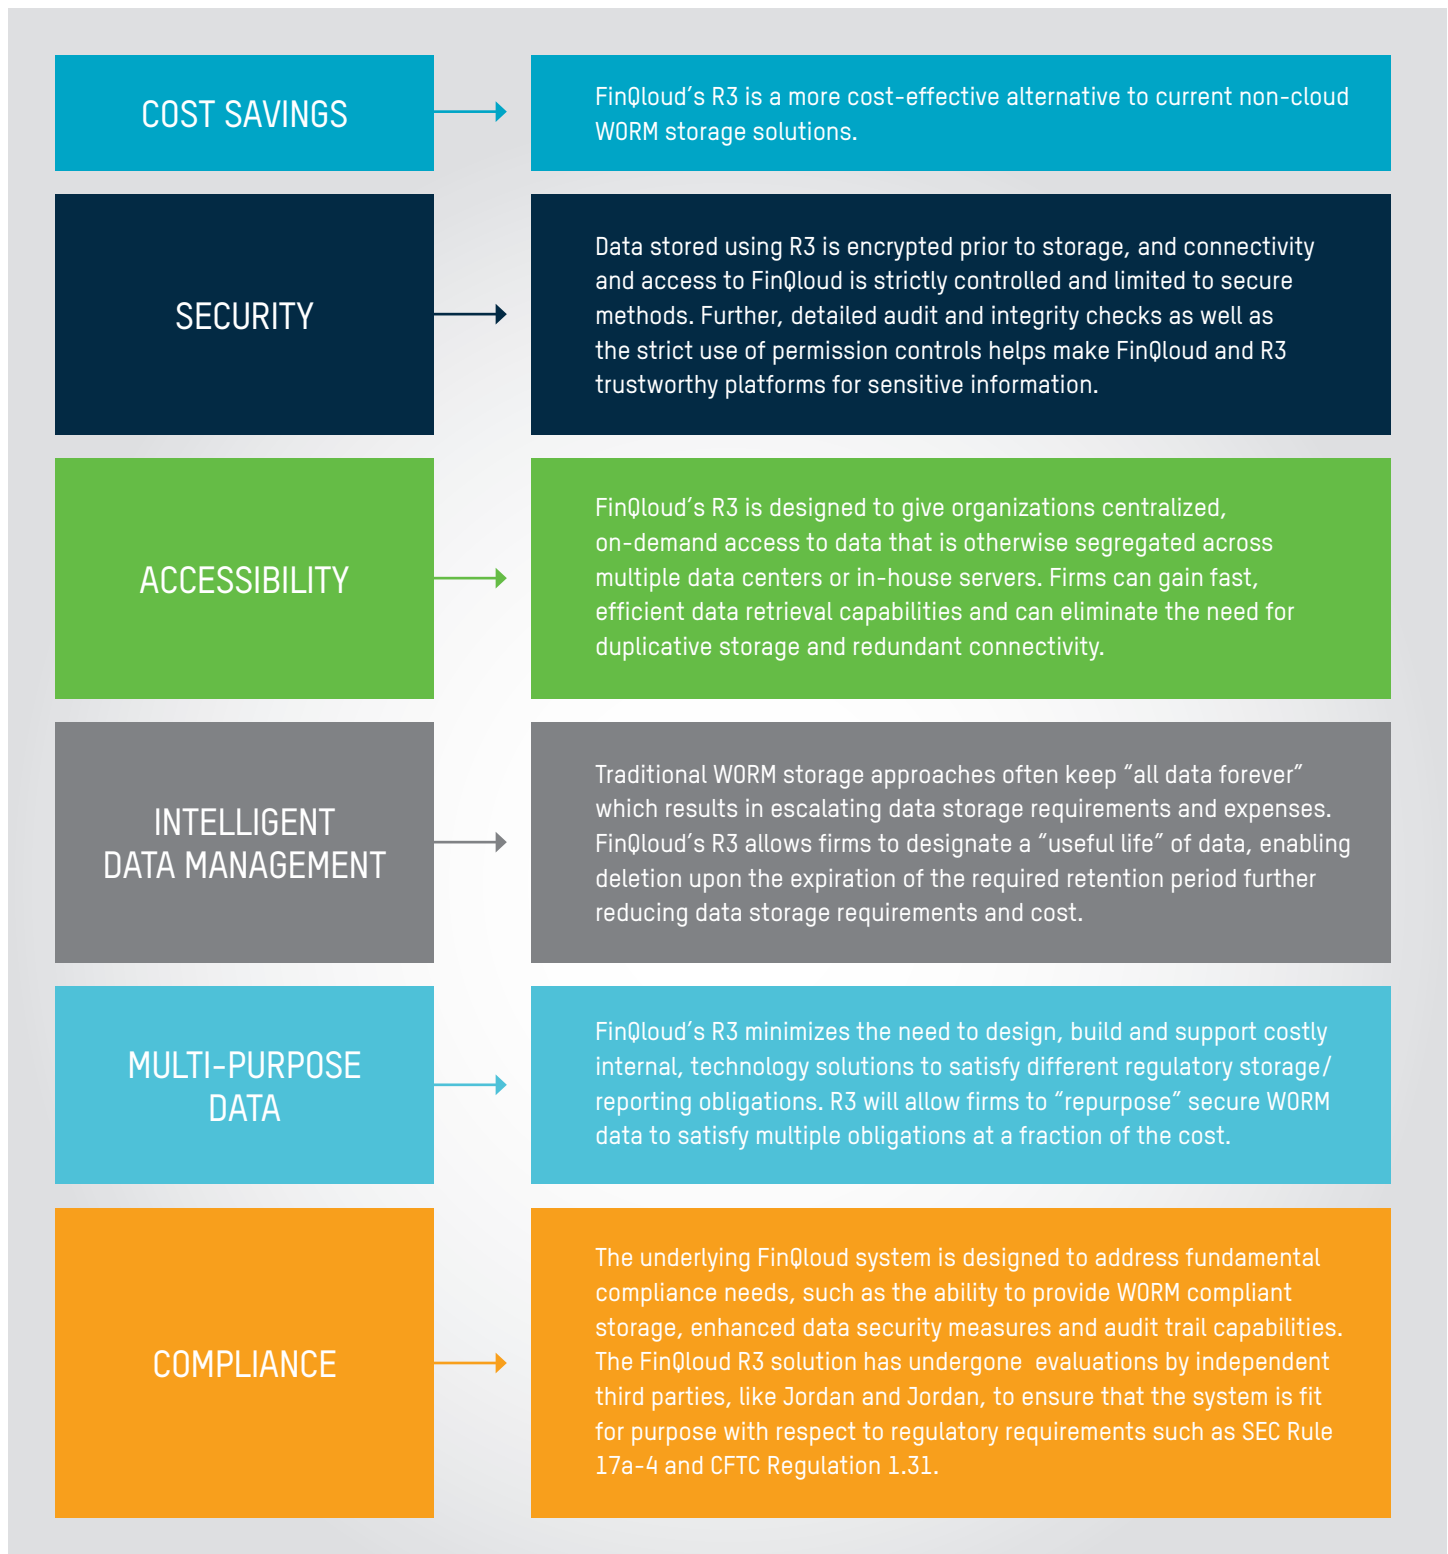 COST SAVINGS
FinQloud's R3 is a more cost-effective alternative to current non-cloud
WORM storage solutions.
SECURITY
Data stored using R3 is encrypted prior to storage, and connectivity
and access to FinQloud is strictly controlled and limited to secure
methods. Further, detailed audit and integrity checks as well as
the strict use of permission controls helps make FinQloud and R3
trustworthy platforms for sensitive information.
ACCESSIBILITY
FinQloud's R3 is designed to give organizations centralized,
on-demand access to data that is otherwise segregated across
multiple data centers or in-house servers. Firms can gain fast,
efficient data retrieval capabilities and can eliminate the need for
duplicative storage and redundant connectivity.
INTELLIGENT
DATA MANAGEMENT
Traditional WORM storage approaches often keep "all data forever"
which results in escalating data storage requirements and expenses.
FinQloud's R3 allows firms to designate a "useful life" of data, enabling
deletion upon the expiration of the required retention period further
reducing data storage requirements and cost.
MULTI-PURPOSE
DATA
FinQloud's R3 minimizes the need to design, build and support costly
internal, technology solutions to satisfy different regulatory storage/
reporting obligations. R3 will allow firms to "repurpose" secure WORM
data to satisfy multiple obligations at a fraction of the cost.
COMPLIANCE
The underlying FinQloud system is designed to address fundamental
compliance needs, such as the ability to provide WORM compliant
storage, enhanced data security measures and audit trail capabilities.
The FinQloud R3 solution has undergone  evaluations by independent
third parties, like Jordan and Jordan, to ensure that the system is fit
for purpose with respect to regulatory requirements such as SEC Rule
17a-4 and CFTC Regulation 1.31.